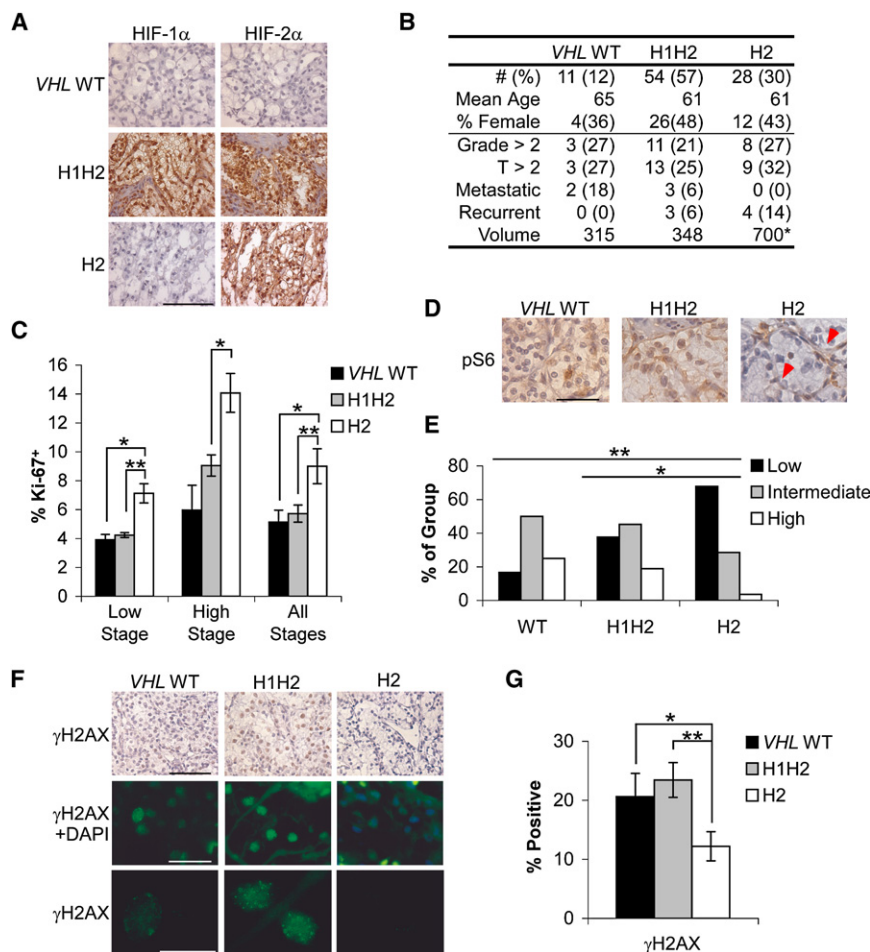 A
HIF-1α HIF-2α
VHL WT
H1H2
H2
B
VHL WT H1H2 H2
# (%) 11 (12) 54 (57) 28 (30)
Mean Age 65 61 61
% Female 4(36) 26(48) 12 (43)
Grade > 2 3 (27) 11 (21) 8 (27)
T > 2 3 (27) 13 (25) 9 (32)
Metastatic 2 (18) 3 (6) 0 (0)
Recurrent 0 (0) 3 (6) 4 (14)
Volume 315 348 700*
C
% Ki-67⁺
16
14
12
10
8
6
4
2
0
* ** * * **
VHL WT
H1H2
H2
Low Stage
High Stage
All Stages
D
VHL WT H1H2 H2
pS6
E
% of Group
80
60
40
20
0
**
*
Low
Intermediate
High
WT H1H2 H2
F
VHL WT H1H2 H2
γH2AX
γH2AX
+DAPI
γH2AX
G
% Positive
30
20
10
0
*
**
VHL WT
H1H2
H2
γH2AX